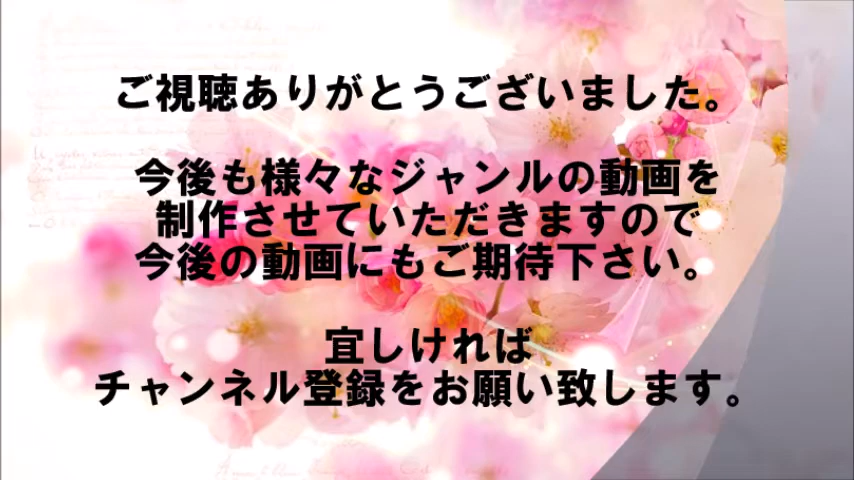 ご視聴ありがとうございました。
今後も様々なジャンルの動画を
制作させていただきますので
今後の動画にもご期待下さい。
宜しければ
チャンネル登録をお願い致します。